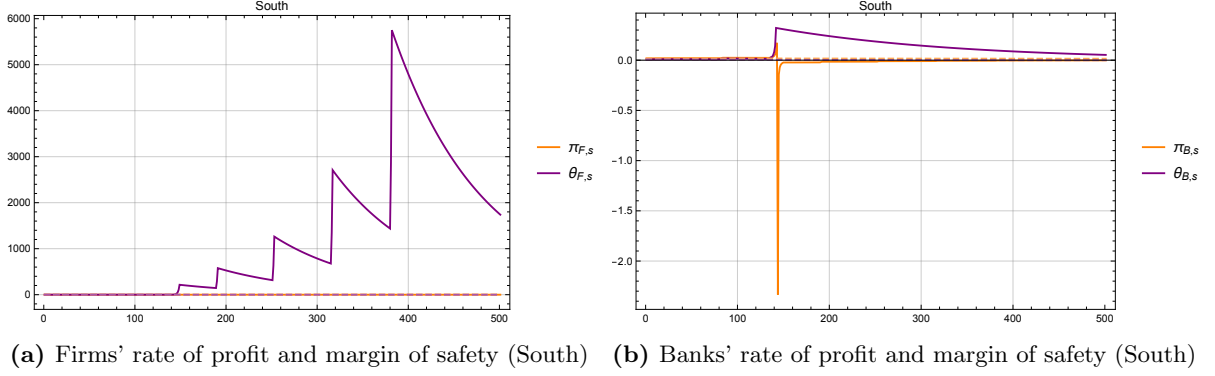 South
6000
5000
4000
3000
2000
1000
0
0 100 200 300 400 500
π_{F,s}
θ_{F,s}
(a) Firms' rate of profit and margin of safety (South)
South
0.0
−0.5
−1.0
−1.5
−2.0
0 100 200 300 400 500
π_{B,s}
θ_{B,s}
(b) Banks' rate of profit and margin of safety (South)